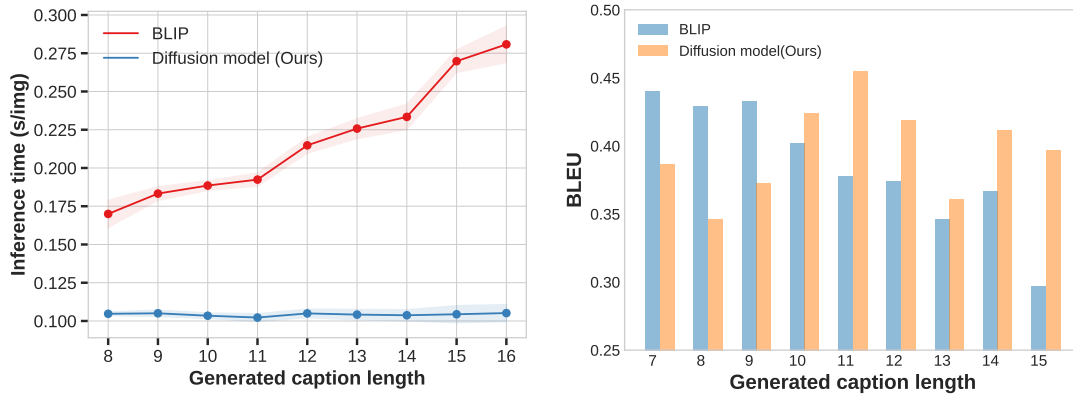 0.300
0.275
0.250
0.225
0.200
0.175
0.150
0.125
0.100
Inference time (s/img)
BLIP
Diffusion model (Ours)
8 9 10 11 12 13 14 15 16
Generated caption length
0.50
0.45
0.40
0.35
0.30
0.25
BLEU
BLIP
Diffusion model(Ours)
7 8 9 10 11 12 13 14 15
Generated caption length